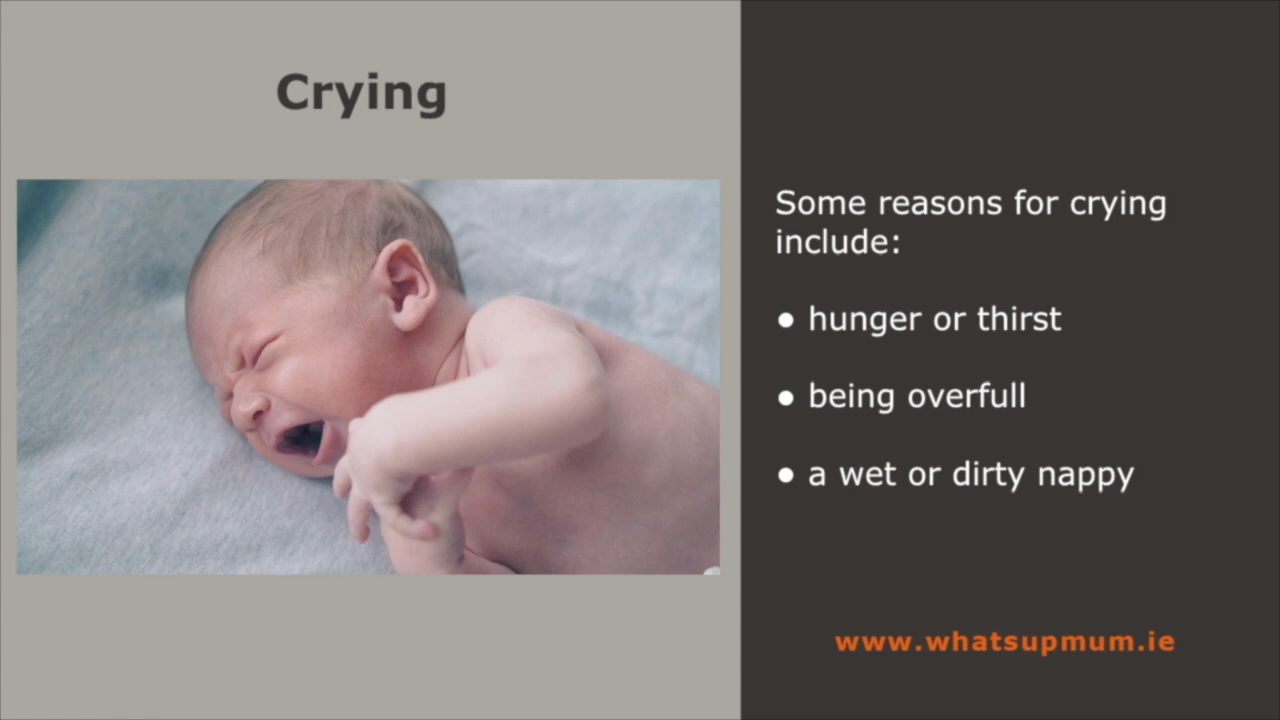 Crying
Some reasons for crying
include:
● hunger or thirst
● being overfull
● a wet or dirty nappy
www.whatsupmum.ie